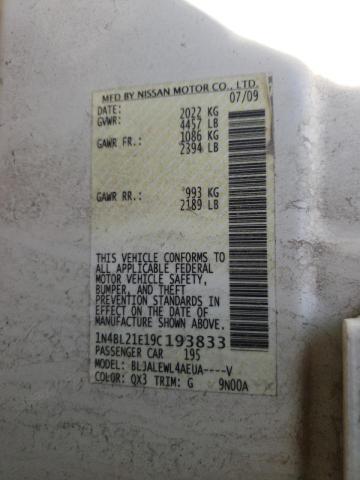 MFD BY NISSAN MOTOR CO., LTD.
DATE: 07/09
GVWR: 2022 KG
4457 LB
GAWR FR.: 1086 KG
2394 LB
GAWR RR.: 993 KG
2189 LB
THIS VEHICLE CONFORMS TO
ALL APPLICABLE FEDERAL
MOTOR VEHICLE SAFETY,
BUMPER, AND THEFT
PREVENTION STANDARDS IN
EFFECT ON THE DATE OF
MANUFACTURE SHOWN ABOVE.
1N4BL21E19C193833
PASSENGER CAR 195
MODEL: BLJALEWL4AEUA----V
COLOR: QX3 TRIM: G 9N00A